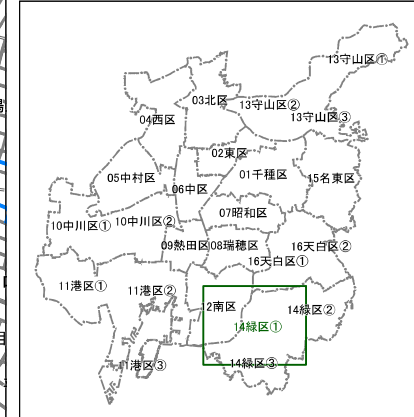 13守山区①
03北区
13守山区②
04西区
13守山区③
02東区
01千種区
05中村区
15名東区
06中区
07昭和区
10中川区①
10中川区②
09熱田区
08瑞穂区
16天白区②
16天白区①
11港区①
11港区②
12南区
14緑区②
14緑区①
14緑区③
港区③